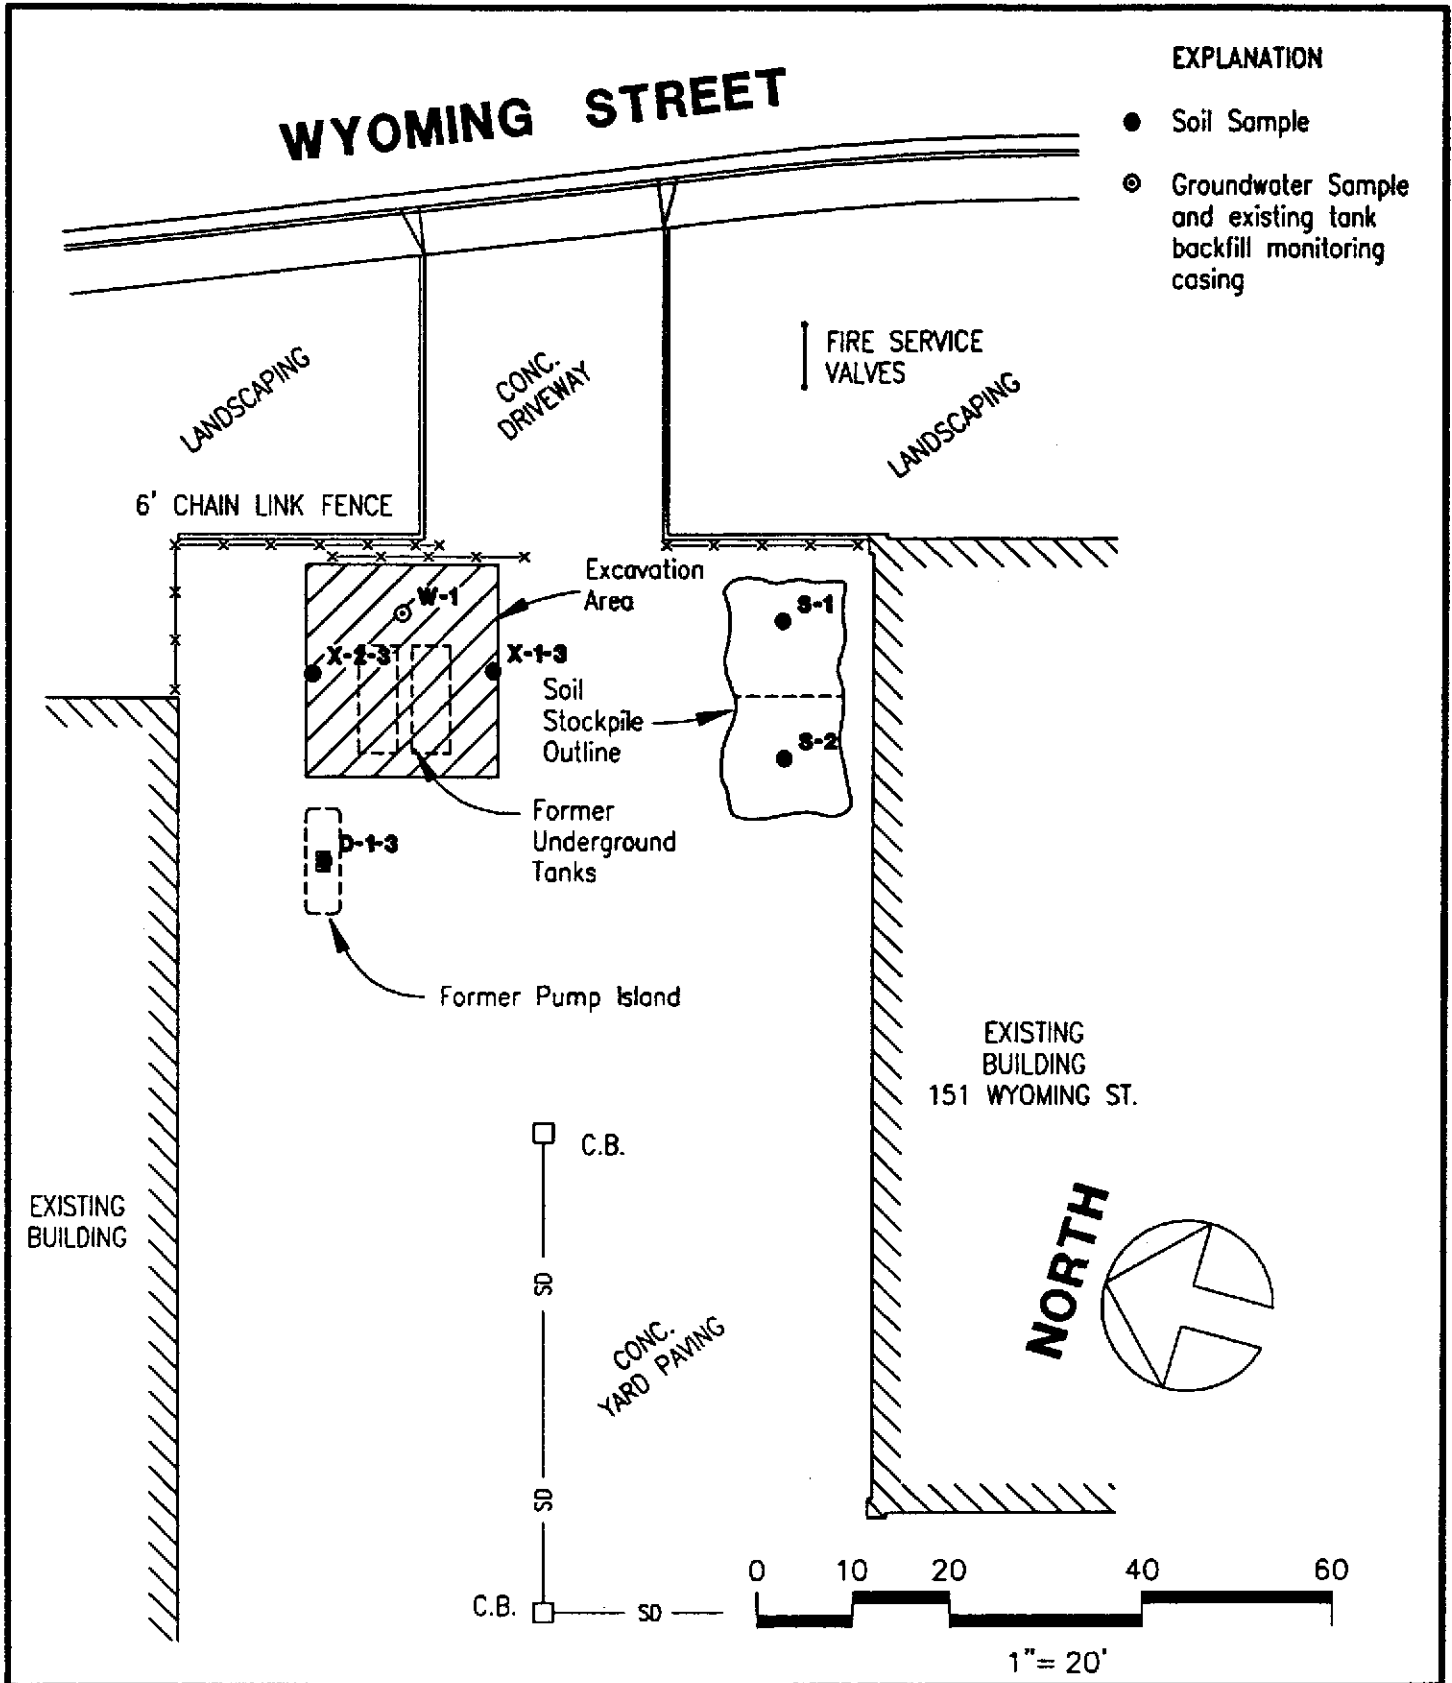 WYOMING STREET
EXPLANATION
Soil Sample
Groundwater Sample
and existing tank
backfill monitoring
casing
LANDSCAPING
CONC.
DRIVEWAY
FIRE SERVICE
VALVES
LANDSCAPING
6' CHAIN LINK FENCE
Excavation
Area
W-1
S-1
X-2-3
X-1-3
Soil
Stockpile
Outline
S-2
Former
Underground
Tanks
D-1-3
Former Pump Island
EXISTING
BUILDING
151 WYOMING ST.
C.B.
EXISTING
BUILDING
NORTH
SD
CONC.
YARD PAVING
SD
C.B.
SD
0 10 20 40 60
1"= 20'